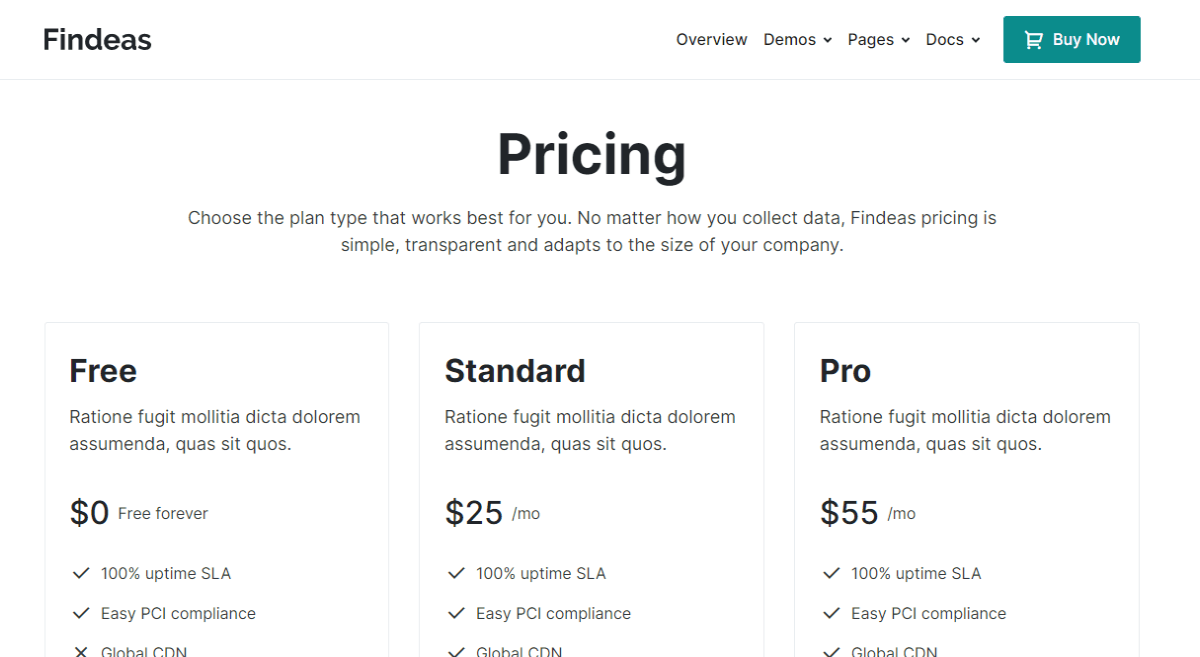 Findeas
Overview Demos Pages Docs Buy Now
Pricing
Choose the plan type that works best for you. No matter how you collect data, Findeas pricing is
simple, transparent and adapts to the size of your company.
Free
Ratione fugit mollitia dicta dolorem
assumenda, quas sit quos.
$0 Free forever
100% uptime SLA
Easy PCI compliance
Global CDN
Standard
Ratione fugit mollitia dicta dolorem
assumenda, quas sit quos.
$25 /mo
100% uptime SLA
Easy PCI compliance
Global CDN
Pro
Ratione fugit mollitia dicta dolorem
assumenda, quas sit quos.
$55 /mo
100% uptime SLA
Easy PCI compliance
Global CDN